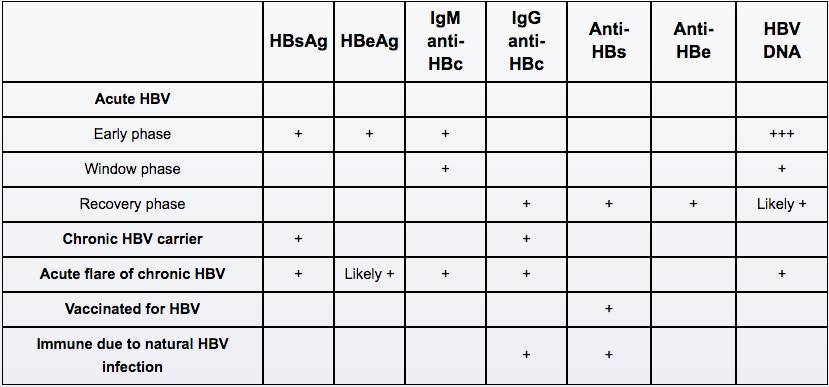 HBsAg HBeAg IgM anti-HBc IgG anti-HBc Anti-HBs Anti-HBe HBV DNA
Acute HBV
Early phase + + + +++
Window phase + +
Recovery phase + + + Likely +
Chronic HBV carrier + +
Acute flare of chronic HBV + Likely + + + +
Vaccinated for HBV +
Immune due to natural HBV infection + +